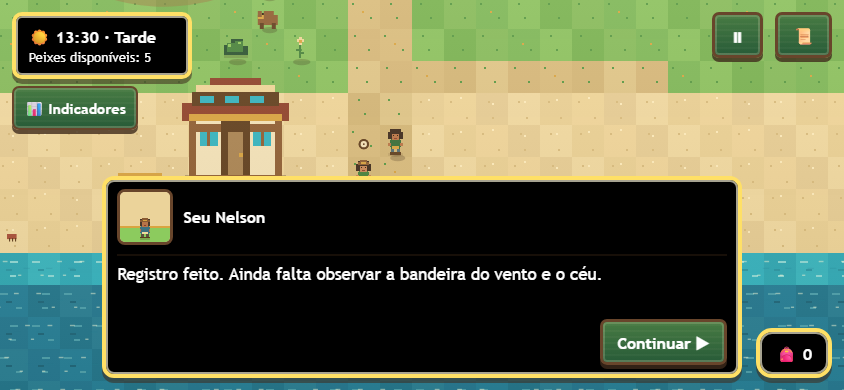 13:30 · Tarde
Peixes disponíveis: 5
Indicadores
Seu Nelson
Registro feito. Ainda falta observar a bandeira do vento e o céu.
Continuar ▶
0